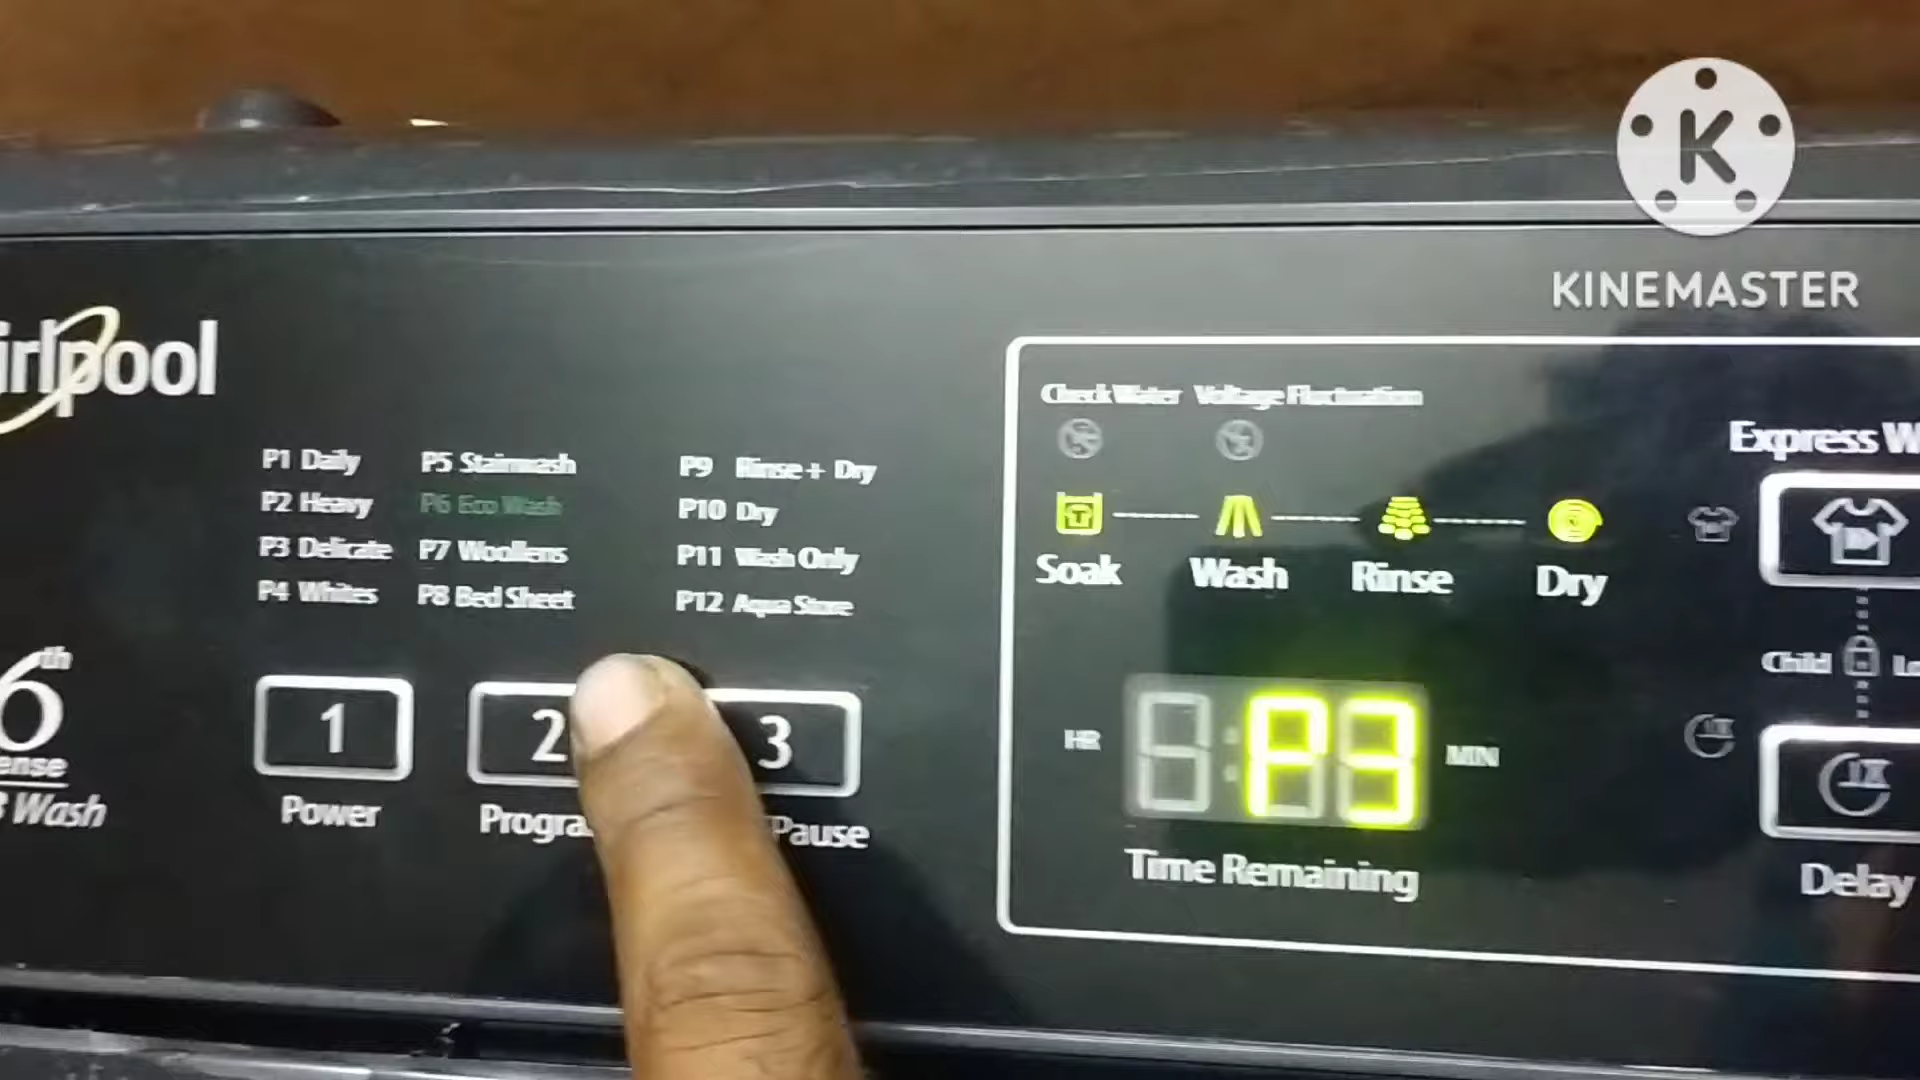 KINEMASTER
irlpool
Check Water Voltage Fluctuation
Express W
P1 Daily P5 Stainwash P9 Rinse + Dry
P2 Heavy P6 Eco Wash P10 Dry
P3 Delicate P7 Woollens P11 Wash Only
P4 Whites P8 Bed Sheet P12 Aqua Store
Soak Wash Rinse Dry
6th
ense
Wash
1 2 3
Power Progra Pause
HR P3 MIN
Time Remaining
Child Lo
Delay